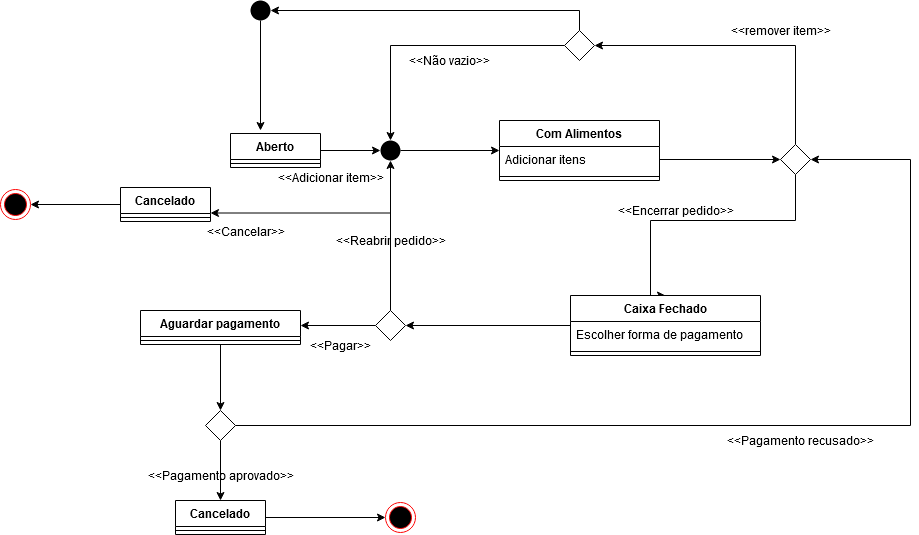 <<remover item>>
<<Não vazio>>
Com Alimentos
Aberto
Adicionar itens
<<Adicionar item>>
Cancelado
<<Encerrar pedido>>
<<Cancelar>>
<<Reabrir pedido>>
Caixa Fechado
Aguardar pagamento
Escolher forma de pagamento
<<Pagar>>
<<Pagamento recusado>>
<<Pagamento aprovado>>
Cancelado